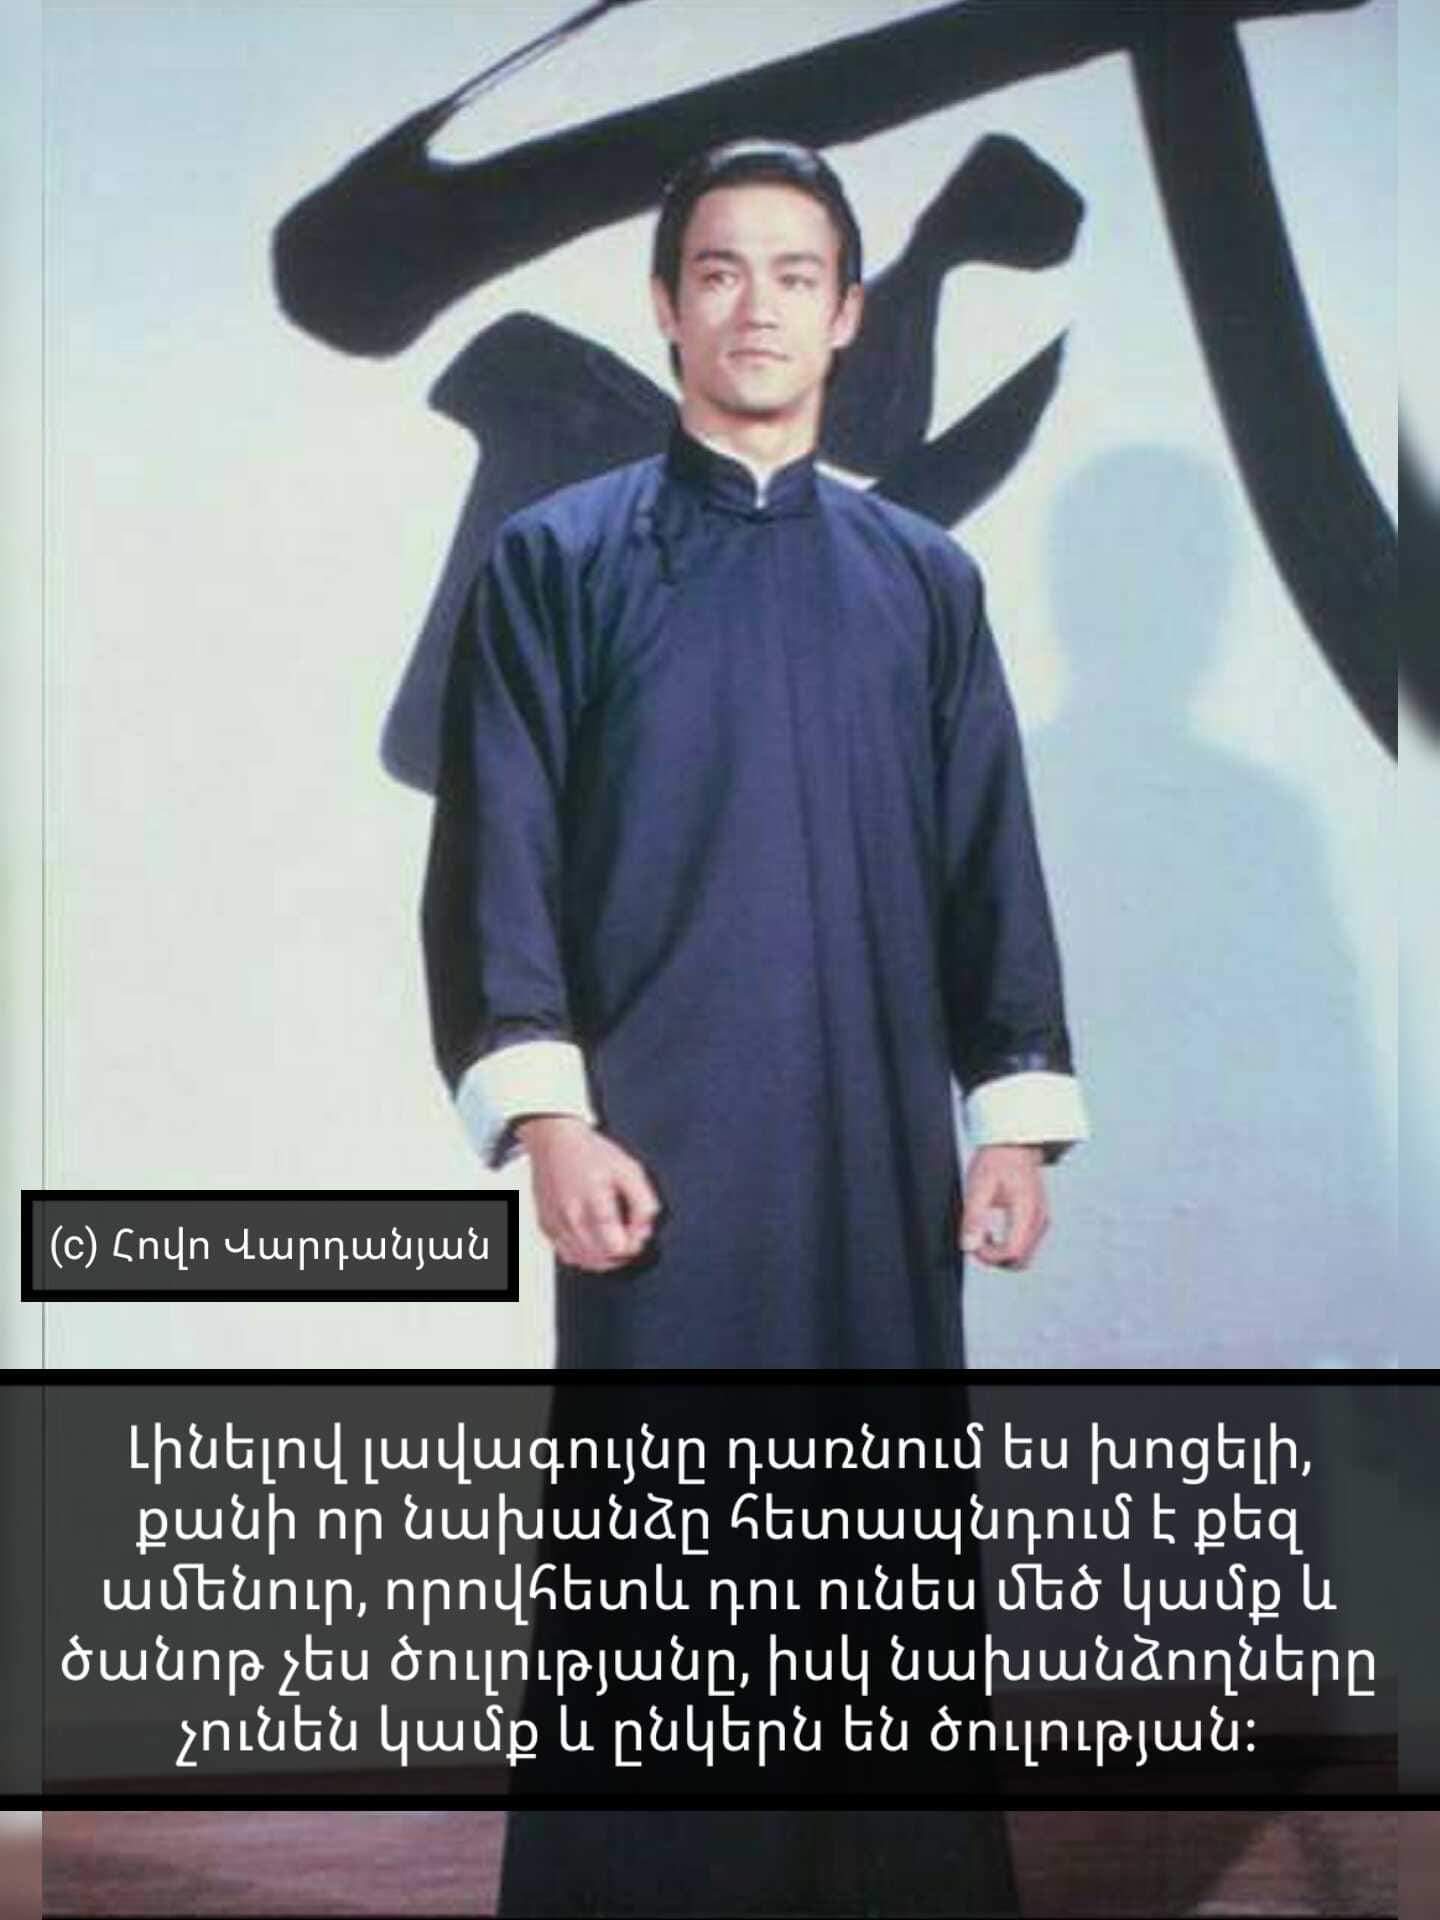 (c) Հովո Վարդանյան
Լինելով լավագույնը դառնում ես խոցելի,
քանի որ նախանձը հետապնդում է քեզ
ամենուր, որովհետև դու ունես մեծ կամք և
ծանոթ չես ծուլությանը, իսկ նախանձողները
չունեն կամք և ընկերն են ծուլության: